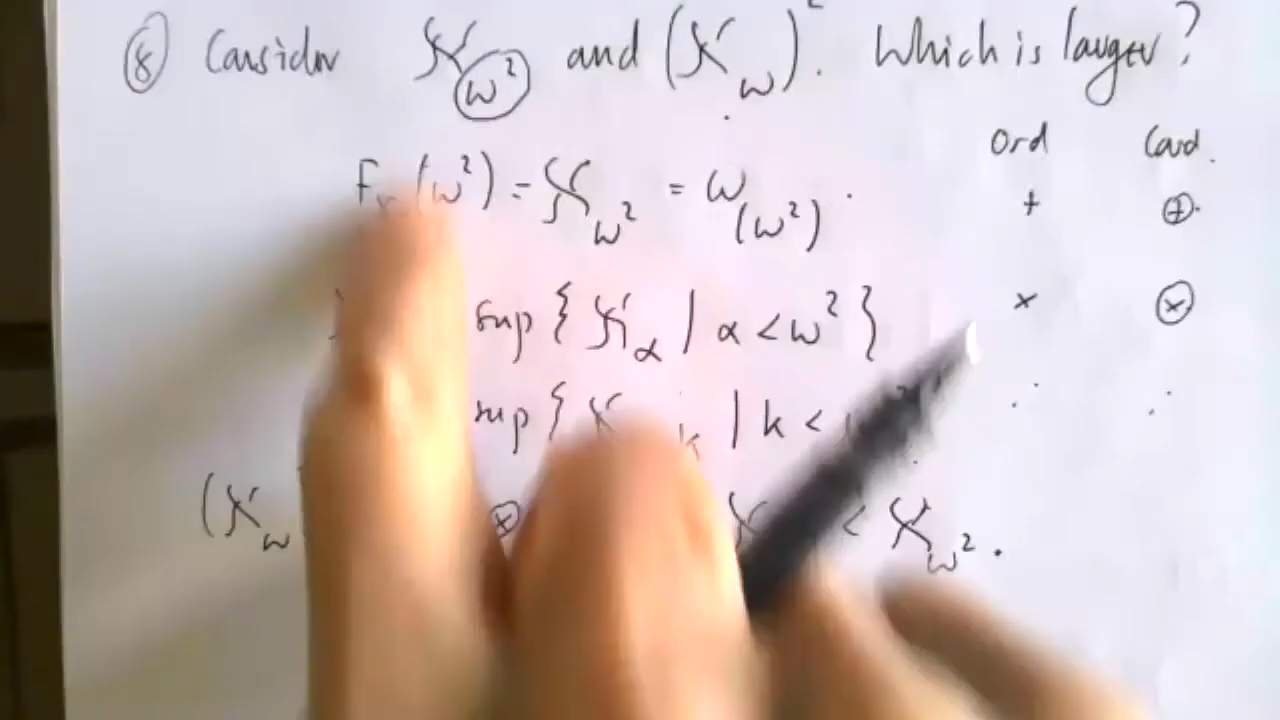 ⑧ Consider ℵ_(ω²) and (ℵ_ω)². Which is larger?
Ord Card.
(ω²) = ℵ_ω² = ω_(ω²). + ⊕.
sup { ℵ_α | α < ω² } × ⊗
sup { | k <
(ℵ_ω ⊗ < ℵ_ω².